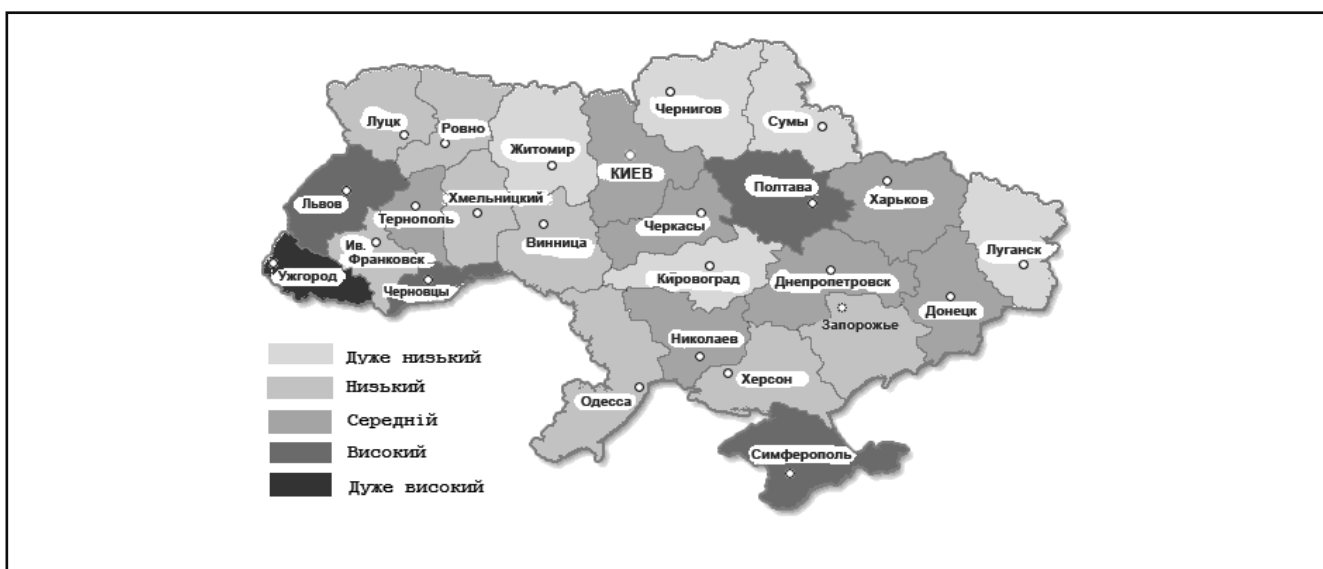 Чернигов
Сумы
Луцк
Ровно
Житомир
КИЕВ
Полтава
Харьков
Львов
Тернополь
Хмельницкий
Черкасы
Винница
Луганск
Ив.
Франковск
Ужгород
Черновцы
Кировоград
Днепропетровск
Донецк
Запорожье
Николаев
Херсон
Одесса
Симферополь
Дуже низький
Низький
Середній
Високий
Дуже високий